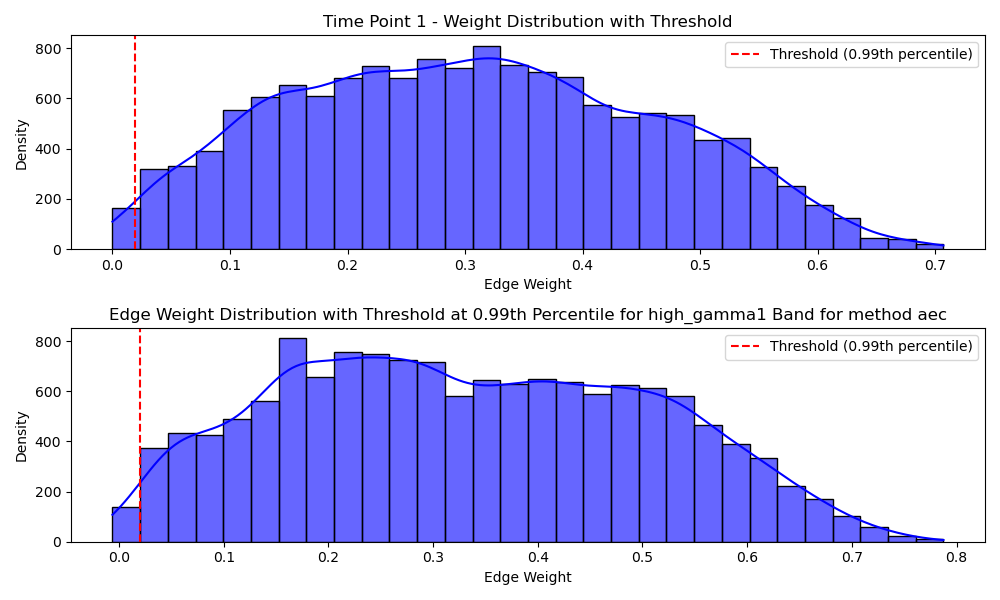 Time Point 1 - Weight Distribution with Threshold
Threshold (0.99th percentile)
Density
800
600
400
200
0
0.0 0.1 0.2 0.3 0.4 0.5 0.6 0.7
Edge Weight
Edge Weight Distribution with Threshold at 0.99th Percentile for high_gamma1 Band for method aec
Threshold (0.99th percentile)
Density
800
600
400
200
0
0.0 0.1 0.2 0.3 0.4 0.5 0.6 0.7 0.8
Edge Weight